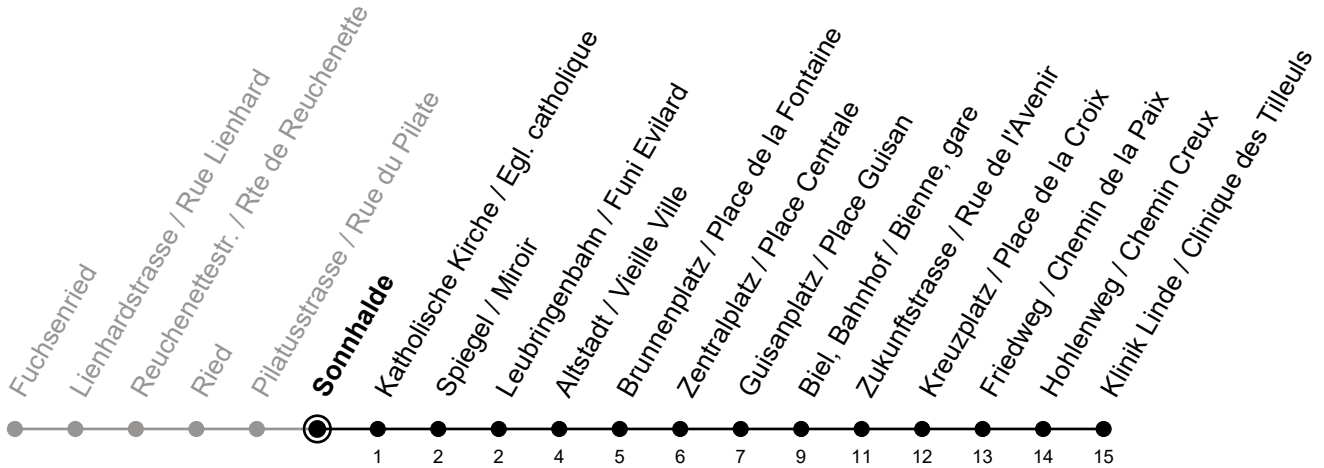 Fuchsenried
Lienhardstrasse / Rue Lienhard
Reuchenettestr. / Rte de Reuchenette
Ried
Pilatusstrasse / Rue du Pilate
Sonnhalde
Katholische Kirche / Egl. catholique
Spiegel / Miroir
Leubringenbahn / Funi Evilard
Altstadt / Vieille Ville
Brunnenplatz / Place de la Fontaine
Zentralplatz / Place Centrale
Guisanplatz / Place Guisan
Biel, Bahnhof / Bienne, gare
Zukunftstrasse / Rue de l'Avenir
Kreuzplatz / Place de la Croix
Friedweg / Chemin de la Paix
Hohlenweg / Chemin Creux
Klinik Linde / Clinique des Tilleuls
1 2 2 4 5 6 7 9 11 12 13 14 15